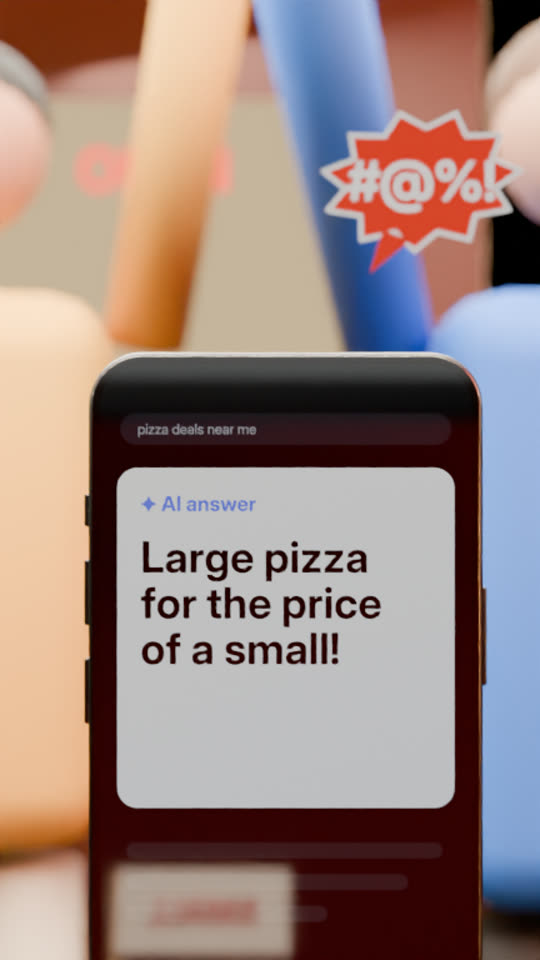 #@%!
pizza deals near me
AI answer
Large pizza
for the price
of a small!